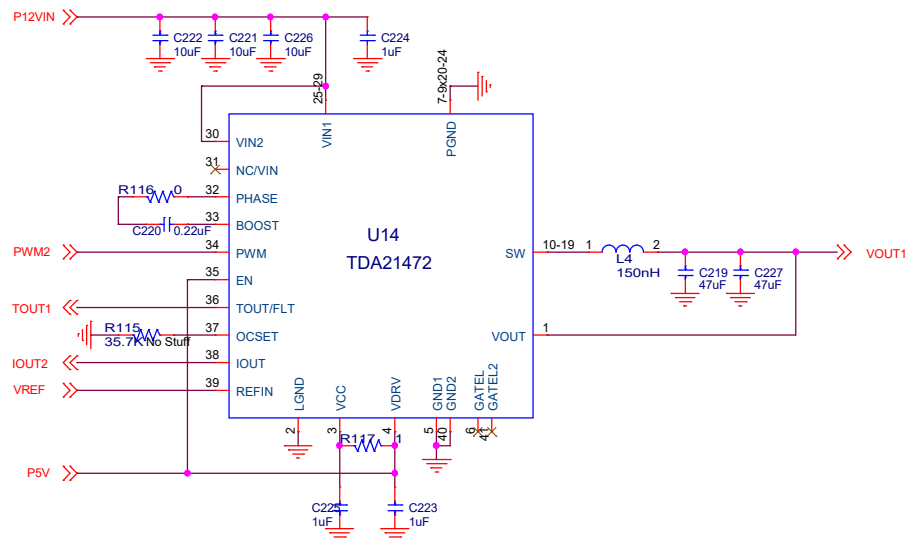 P12VIN
C222
10uF
C221
10uF
C226
10uF
C224
1uF
25-29
7-9x20-24
VIN1
PGND
30
VIN2
31
NC/VIN
R116
0
32
PHASE
33
BOOST
C220
0.22uF
U14
TDA21472
PWM2
34
PWM
SW
10-19
1
2
L4
150nH
C219
47uF
C227
47uF
VOUT1
35
EN
TOUT1
36
TOUT/FLT
R115
35.7K No Stuff
37
OCSET
VOUT
1
IOUT2
38
IOUT
VREF
39
REFIN
LGND
VCC
VDRV
GND1
GND2
GATEL
GATEL2
2
3
4
5
40
6
41
R117
1
P5V
C225
1uF
C223
1uF